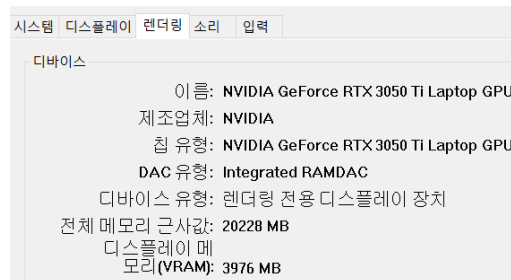 시스템 디스플레이 렌더링 소리 입력
디바이스
이름: NVIDIA GeForce RTX 3050 Ti Laptop GPU
제조업체: NVIDIA
칩 유형: NVIDIA GeForce RTX 3050 Ti Laptop GPU
DAC 유형: Integrated RAMDAC
디바이스 유형: 렌더링 전용 디스플레이 장치
전체 메모리 근사값: 20228 MB
디스플레이 메
모리(VRAM): 3976 MB